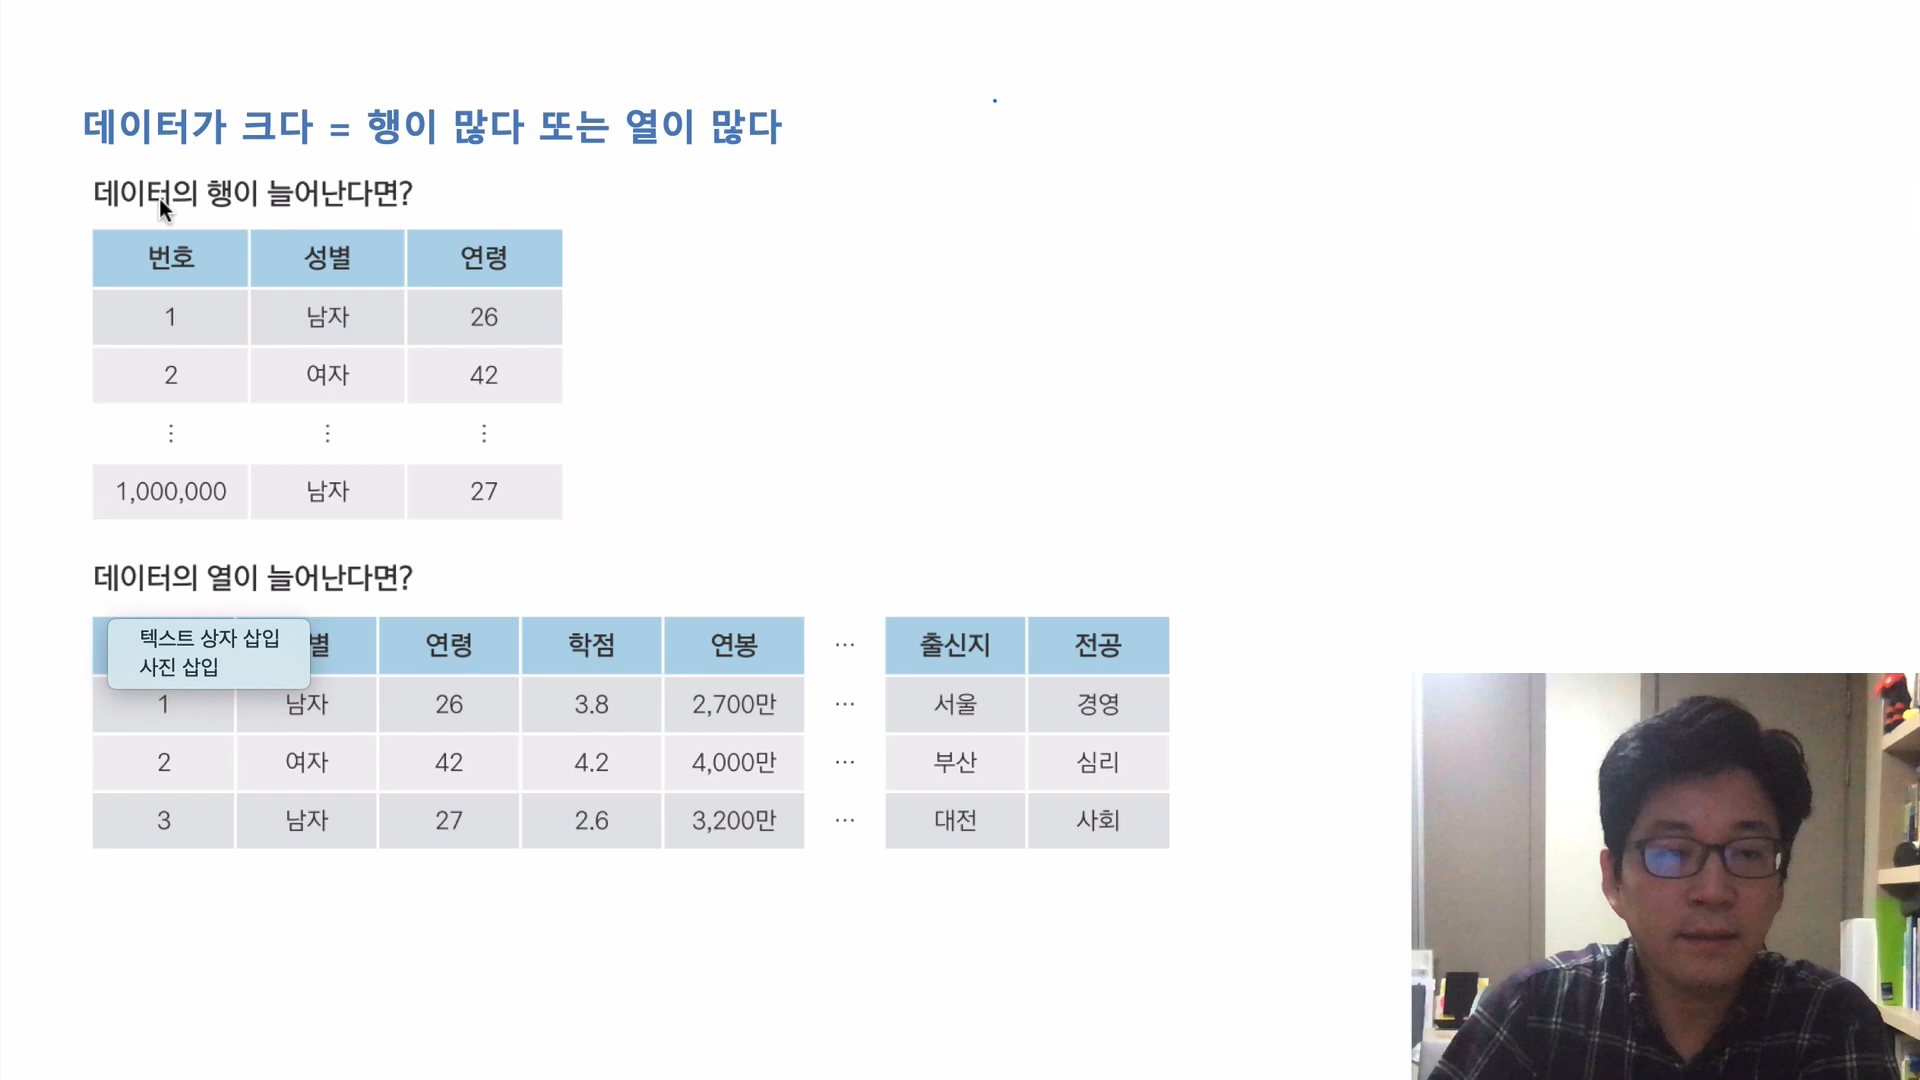 데이터가 크다 = 행이 많다 또는 열이 많다
데이터의 행이 늘어난다면?
번호 성별 연령
1 남자 26
2 여자 42
⋮ ⋮ ⋮
1,000,000 남자 27
데이터의 열이 늘어난다면?
별 연령 학점 연봉 ⋯ 출신지 전공
텍스트 상자 삽입
사진 삽입
1 남자 26 3.8 2,700만 ⋯ 서울 경영
2 여자 42 4.2 4,000만 ⋯ 부산 심리
3 남자 27 2.6 3,200만 ⋯ 대전 사회